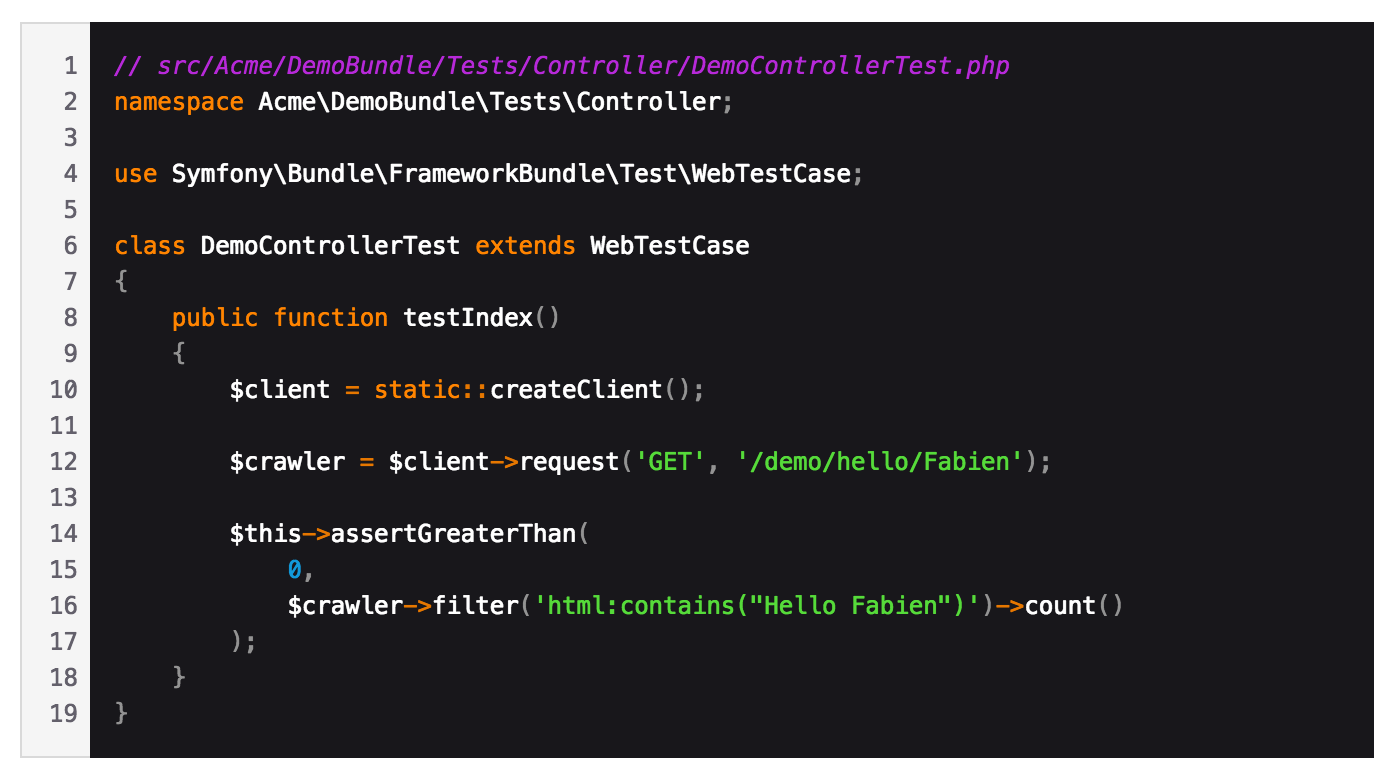 1 // src/Acme/DemoBundle/Tests/Controller/DemoControllerTest.php
2 namespace Acme\DemoBundle\Tests\Controller;
3
4 use Symfony\Bundle\FrameworkBundle\Test\WebTestCase;
5
6 class DemoControllerTest extends WebTestCase
7 {
8     public function testIndex()
9     {
10         $client = static::createClient();
11
12         $crawler = $client->request('GET', '/demo/hello/Fabien');
13
14         $this->assertGreaterThan(
15             0,
16             $crawler->filter('html:contains("Hello Fabien")')->count()
17         );
18     }
19 }